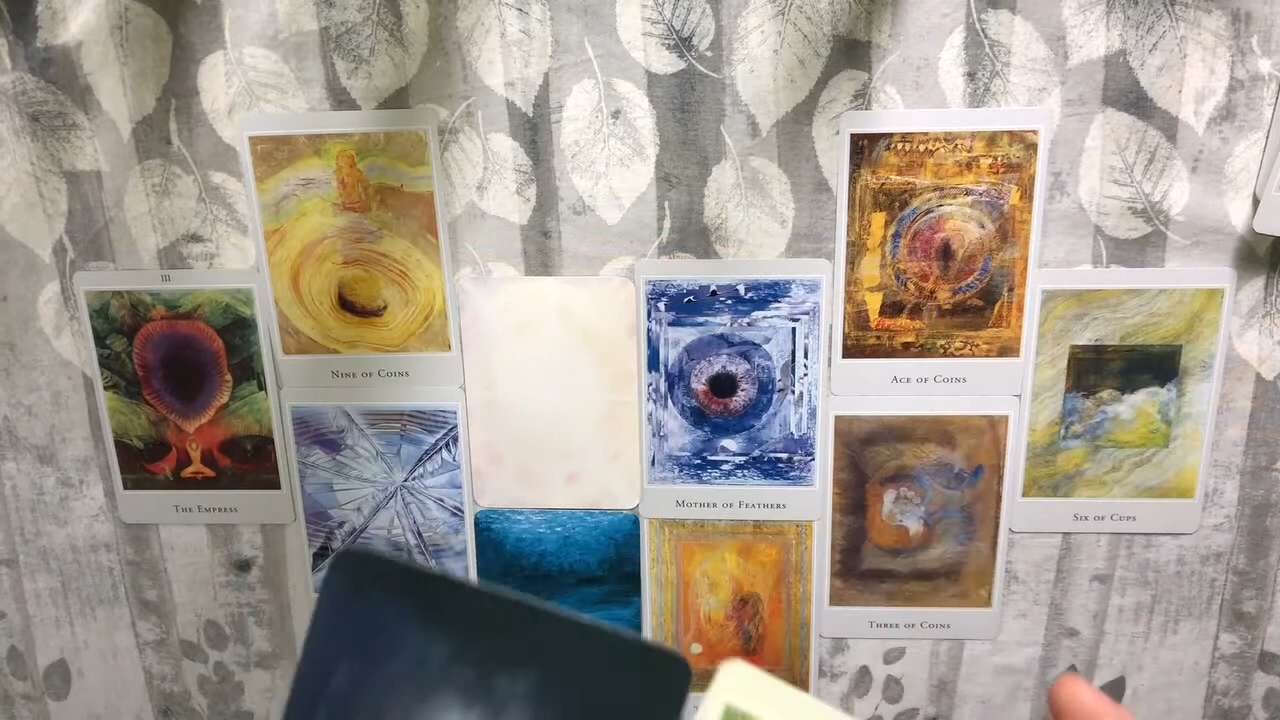 III
THE EMPRESS
NINE OF COINS
MOTHER OF FEATHERS
ACE OF COINS
THREE OF COINS
SIX OF CUPS